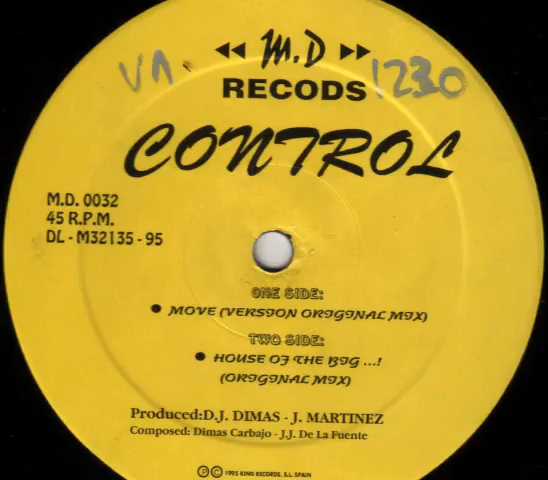 ◄◄ M.D ►►
VA. 1230
RECODS
CONTROL
M.D. 0032
45 R.P.M.
DL - M32135 - 95
ONE SIDE:
● MOVE (VERSION ORIGINAL MIX)
TWO SIDE:
● HOUSE OF THE BIG ...!
(ORIGINAL MIX)
Produced:D.J. DIMAS - J. MARTINEZ
Composed: Dimas Carbajo - J.J. De La Fuente
Ⓟ Ⓒ 1995 KING RECORDS, S.L. SPAIN